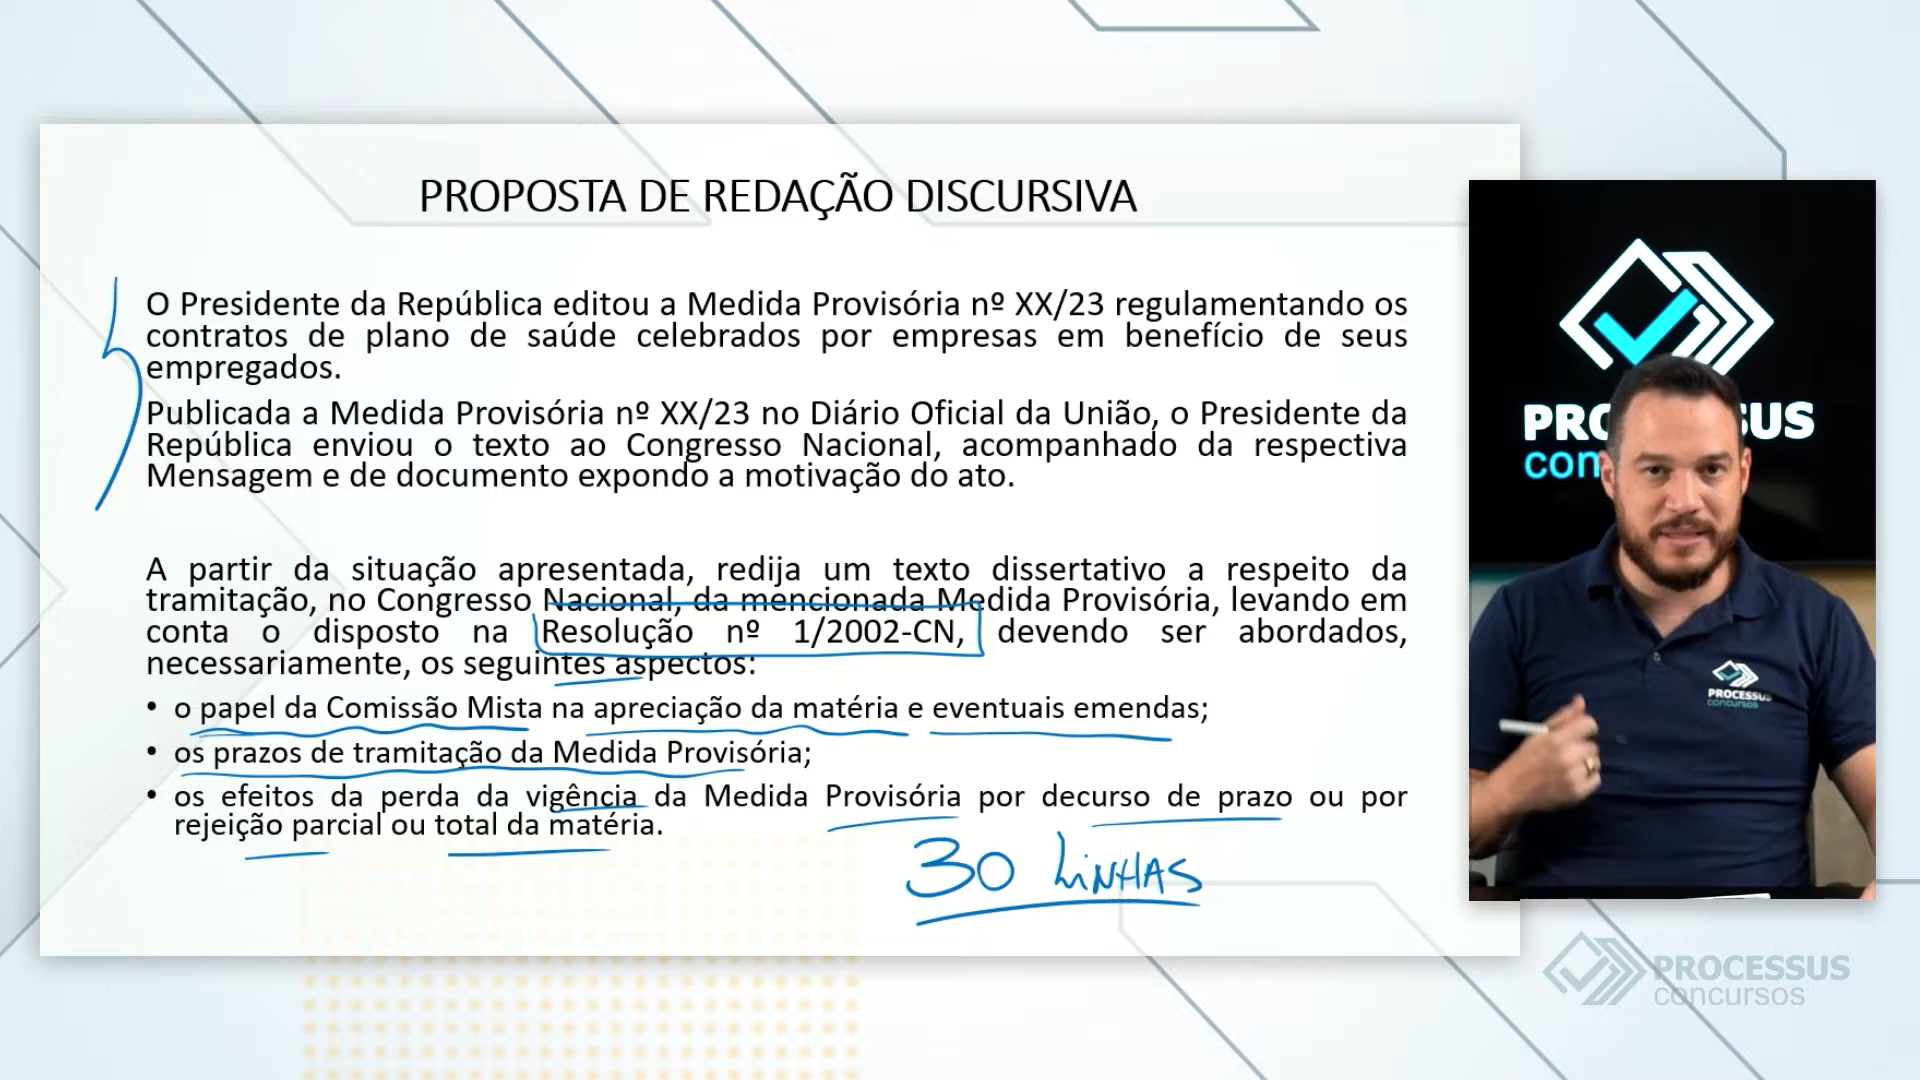 PROPOSTA DE REDAÇÃO DISCURSIVA
O Presidente da República editou a Medida Provisória nº XX/23 regulamentando os
contratos de plano de saúde celebrados por empresas em benefício de seus
empregados.
Publicada a Medida Provisória nº XX/23 no Diário Oficial da União, o Presidente da
República enviou o texto ao Congresso Nacional, acompanhado da respectiva
Mensagem e de documento expondo a motivação do ato.
A partir da situação apresentada, redija um texto dissertativo a respeito da
tramitação, no Congresso Nacional, da mencionada Medida Provisória, levando em
conta o disposto na Resolução nº 1/2002-CN, devendo ser abordados,
necessariamente, os seguintes aspectos:
• o papel da Comissão Mista na apreciação da matéria e eventuais emendas;
• os prazos de tramitação da Medida Provisória;
• os efeitos da perda da vigência da Medida Provisória por decurso de prazo ou por
rejeição parcial ou total da matéria.
30 LiNHAS
PROCESSUS
concursos
PROCESSUS
concursos